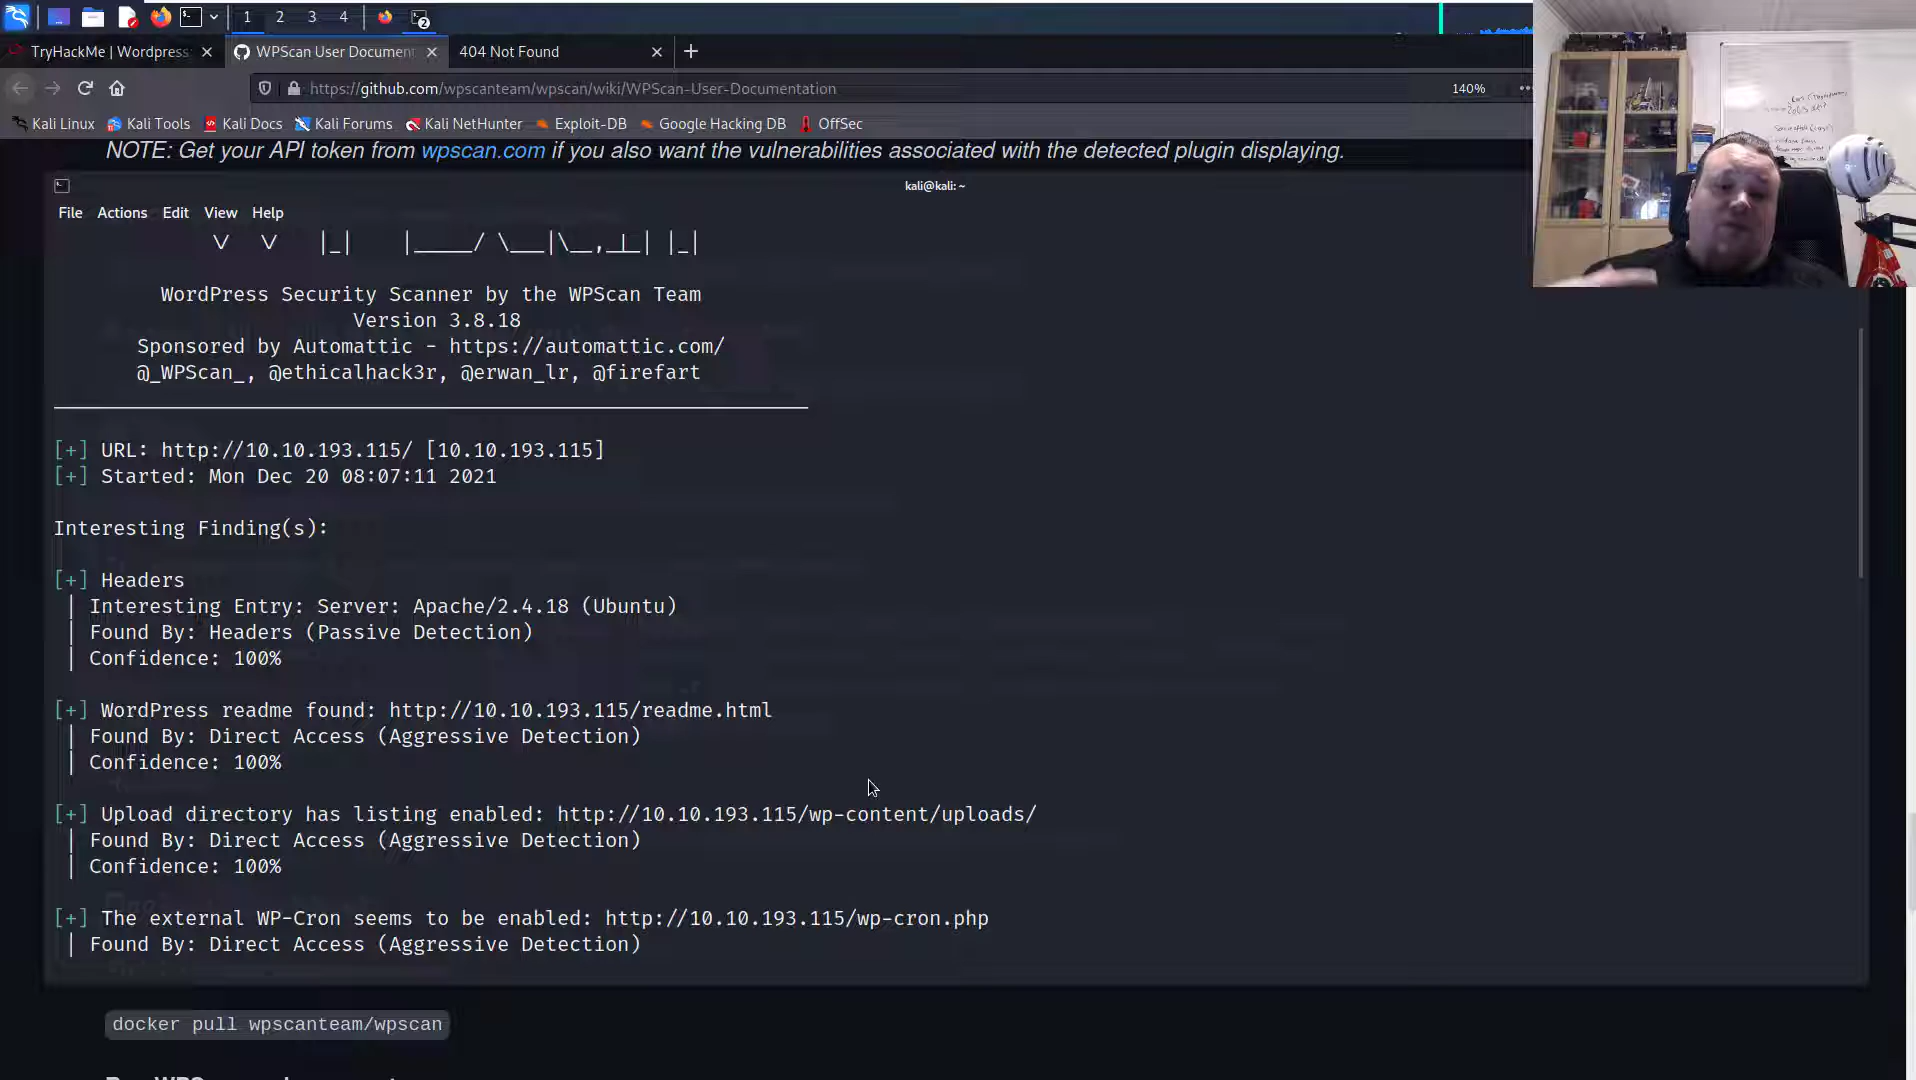 1 2 3 4
2
TryHackMe | Wordpress:
WPScan User Document
404 Not Found
https://github.com/wpscanteam/wpscan/wiki/WPScan-User-Documentation
140%
Kali Linux Kali Tools Kali Docs Kali Forums Kali NetHunter Exploit-DB Google Hacking DB OffSec
NOTE: Get your API token from wpscan.com if you also want the vulnerabilities associated with the detected plugin displaying.
kali@kali: ~
File Actions Edit View Help
WordPress Security Scanner by the WPScan Team
Version 3.8.18
Sponsored by Automattic - https://automattic.com/
@_WPScan_, @ethicalhack3r, @erwan_lr, @firefart
[+] URL: http://10.10.193.115/ [10.10.193.115]
[+] Started: Mon Dec 20 08:07:11 2021
Interesting Finding(s):
[+] Headers
| Interesting Entry: Server: Apache/2.4.18 (Ubuntu)
| Found By: Headers (Passive Detection)
| Confidence: 100%
[+] WordPress readme found: http://10.10.193.115/readme.html
| Found By: Direct Access (Aggressive Detection)
| Confidence: 100%
[+] Upload directory has listing enabled: http://10.10.193.115/wp-content/uploads/
| Found By: Direct Access (Aggressive Detection)
| Confidence: 100%
[+] The external WP-Cron seems to be enabled: http://10.10.193.115/wp-cron.php
| Found By: Direct Access (Aggressive Detection)
docker pull wpscanteam/wpscan